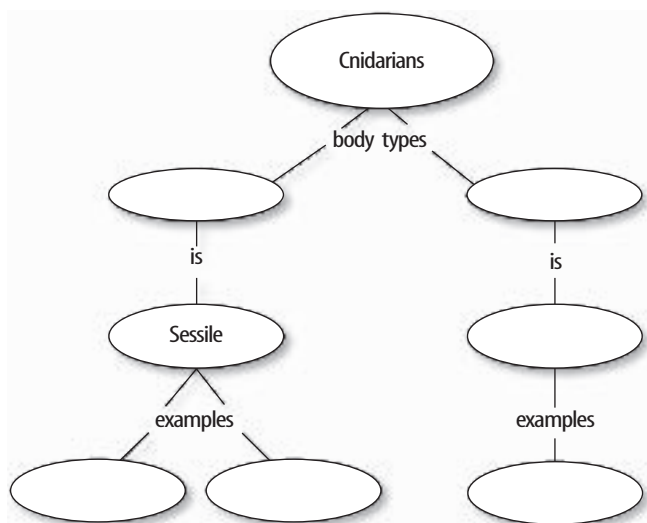 Cnidarians
body types
is
is
Sessile
examples
examples